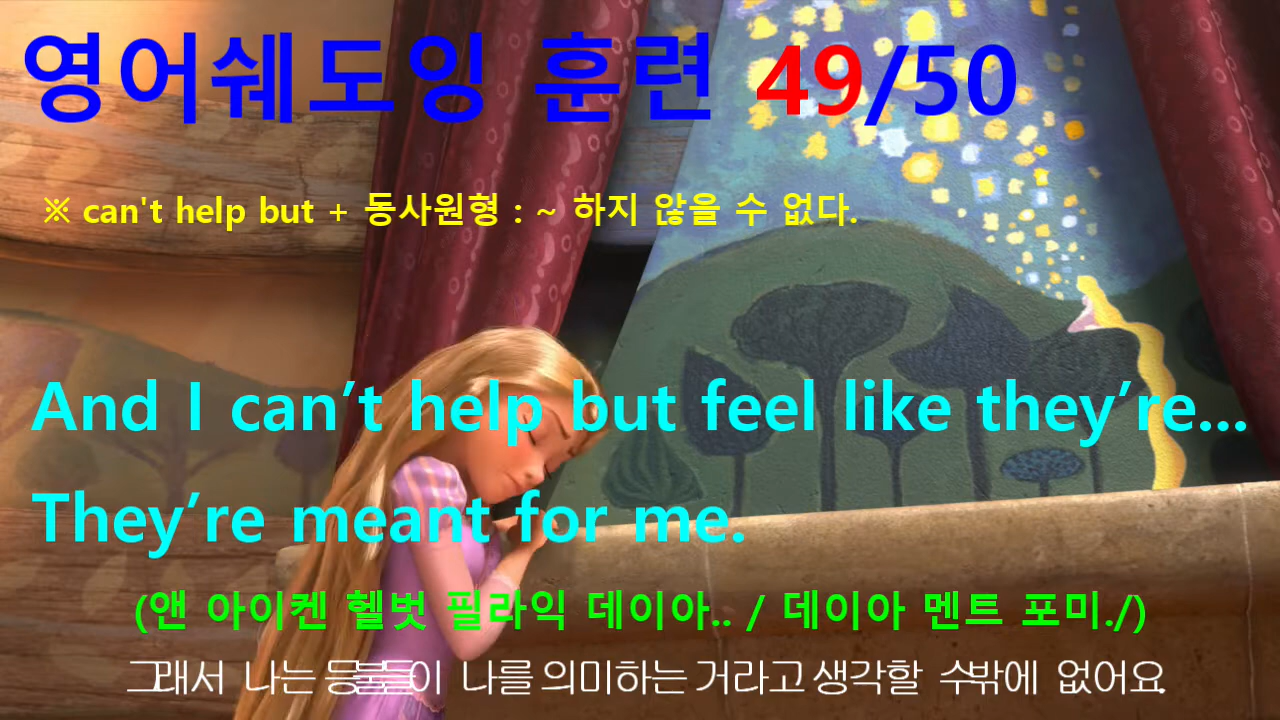 영어쉐도잉 훈련 49/50
※ can't help but + 동사원형 : ~ 하지 않을 수 없다.
And I can’t help but feel like they’re...
They’re meant for me.
(앤 아이켄 헬벗 필라익 데이아.. / 데이아 멘트 포미./)
그래서 나는 등불들이 나를 의미하는 거라고 생각할 수밖에 없어요.